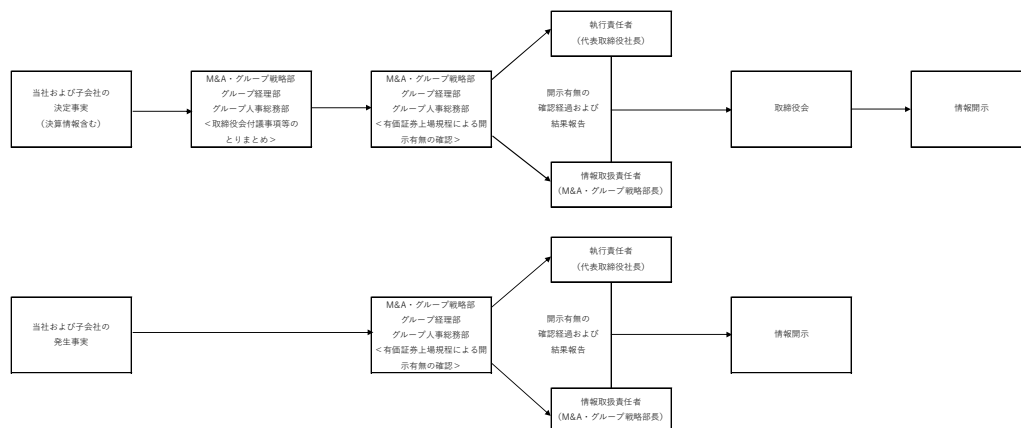 当社および子会社の
決定事実
（決算情報含む）
M&A・グループ戦略部
グループ経理部
グループ人事総務部
＜取締役会付議事項等の
とりまとめ＞
M&A・グループ戦略部
グループ経理部
グループ人事総務部
＜有価証券上場規程による開
示有無の確認＞
執行責任者
（代表取締役社長）
開示有無の
確認経過および
結果報告
情報取扱責任者
（M&A・グループ戦略部長）
取締役会
情報開示
当社および子会社の
発生事実
M&A・グループ戦略部
グループ経理部
グループ人事総務部
＜有価証券上場規程による開
示有無の確認＞
執行責任者
（代表取締役社長）
開示有無の
確認経過および
結果報告
情報取扱責任者
（M&A・グループ戦略部長）
情報開示